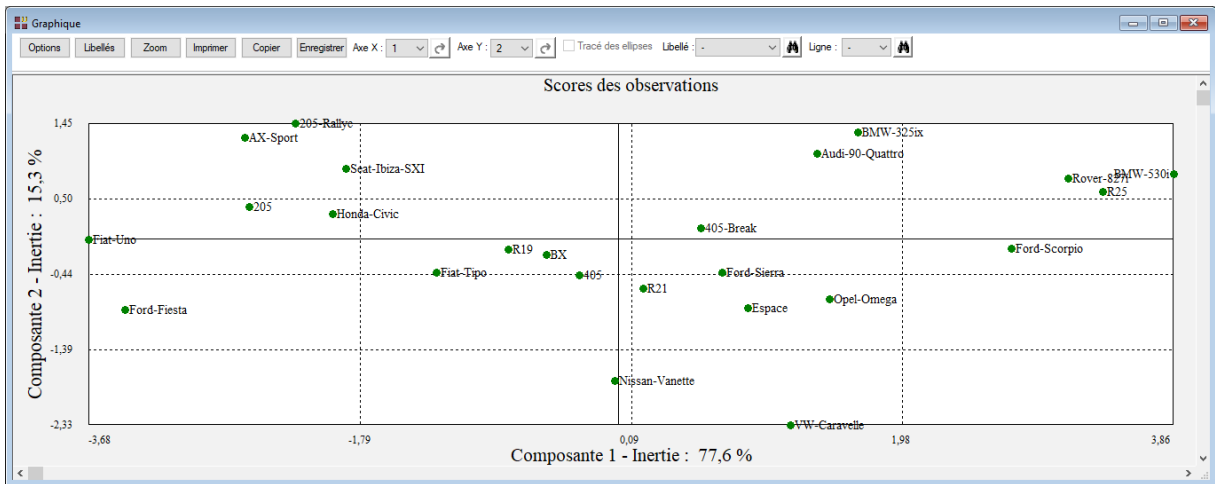 Graphique
Options Libellés Zoom Imprimer Copier Enregistrer Axe X : 1 Axe Y : 2 Tracé des ellipses Libellé : - Ligne : -
Scores des observations
1,45
205-Rallye
BMW-325ix
AX-Sport
Audi-90-Quattro
Seat-Ibiza-SXI
BMW-530i
Rover-827i
R25
0,50
205
Honda-Civic
405-Break
Fiat-Uno
R19
Ford-Scorpio
BX
-0,44
Fiat-Tipo
405
Ford-Sierra
R21
Opel-Omega
Ford-Fiesta
Espace
-1,39
Nissan-Vanette
-2,33
VW-Caravelle
Composante 2 - Inertie : 15,3 %
-3,68 -1,79 0,09 1,98 3,86
Composante 1 - Inertie : 77,6 %